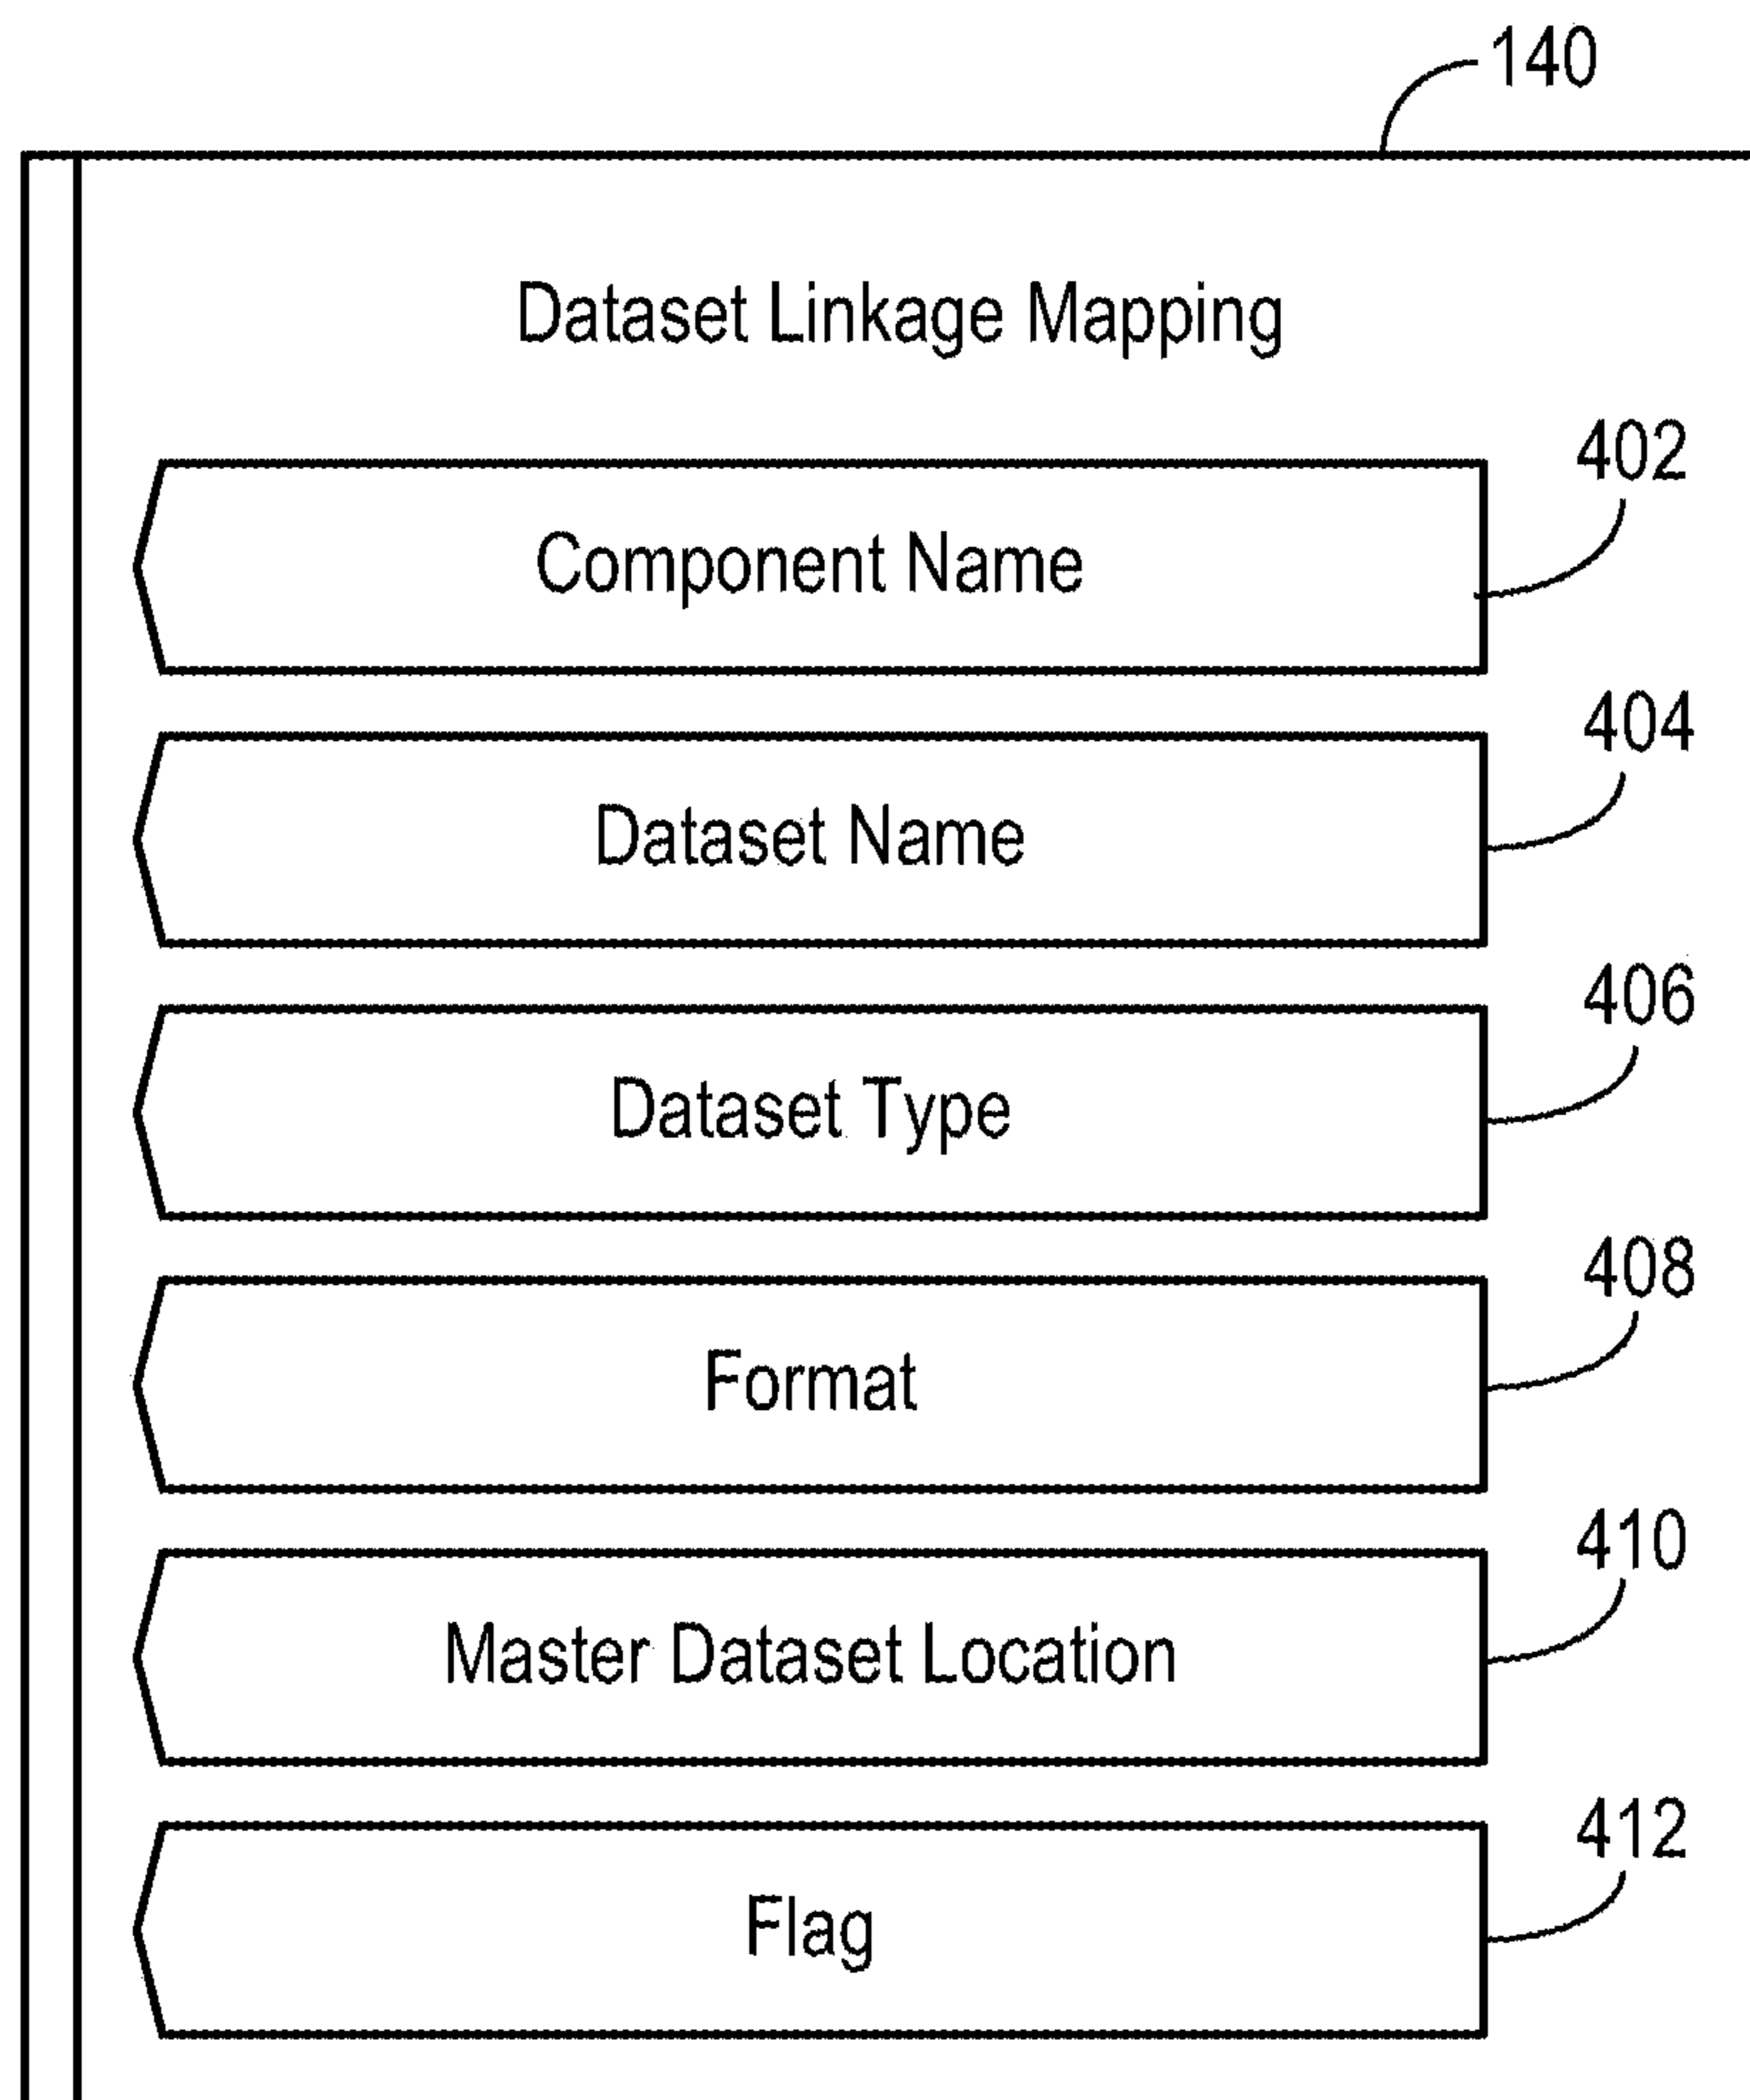 140
Dataset Linkage Mapping
402
Component Name
404
Dataset Name
406
Dataset Type
408
Format
410
Master Dataset Location
412
Flag